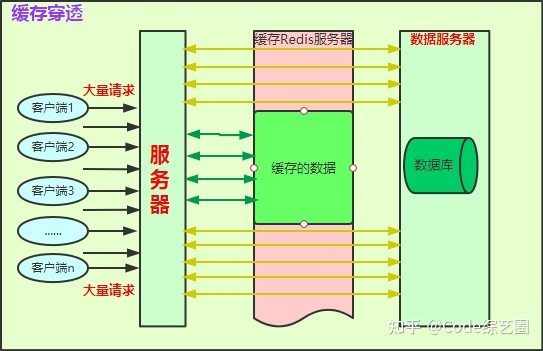 缓存穿透
缓存Redis服务器
数据服务器
大量请求
客户端1
客户端2
客户端3
......
客户端n
大量请求
服务器
缓存的数据
数据库
知乎 @Code综艺圈